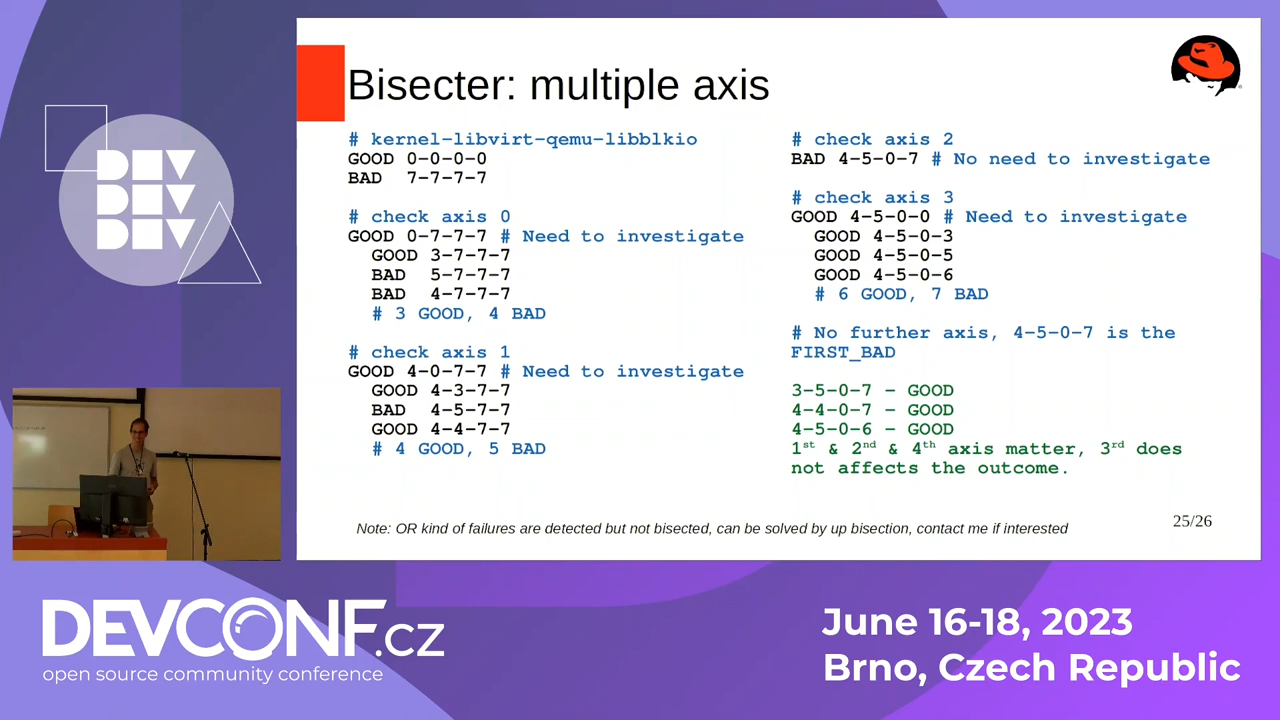 Bisecter: multiple axis
# kernel-libvirt-qemu-libblkio
GOOD 0-0-0-0
BAD 7-7-7-7
# check axis 0
GOOD 0-7-7-7 # Need to investigate
GOOD 3-7-7-7
BAD 5-7-7-7
BAD 4-7-7-7
# 3 GOOD, 4 BAD
# check axis 1
GOOD 4-0-7-7 # Need to investigate
GOOD 4-3-7-7
BAD 4-5-7-7
GOOD 4-4-7-7
# 4 GOOD, 5 BAD
# check axis 2
BAD 4-5-0-7 # No need to investigate
# check axis 3
GOOD 4-5-0-0 # Need to investigate
GOOD 4-5-0-3
GOOD 4-5-0-5
GOOD 4-5-0-6
# 6 GOOD, 7 BAD
# No further axis, 4-5-0-7 is the
FIRST_BAD
3-5-0-7 - GOOD
4-4-0-7 - GOOD
4-5-0-6 - GOOD
1st & 2nd & 4th axis matter, 3rd does
not affects the outcome.
Note: OR kind of failures are detected but not bisected, can be solved by up bisection, contact me if interested
25/26
DEV
DEV
DEV
DEVCONF.cz
open source community conference
June 16-18, 2023
Brno, Czech Republic